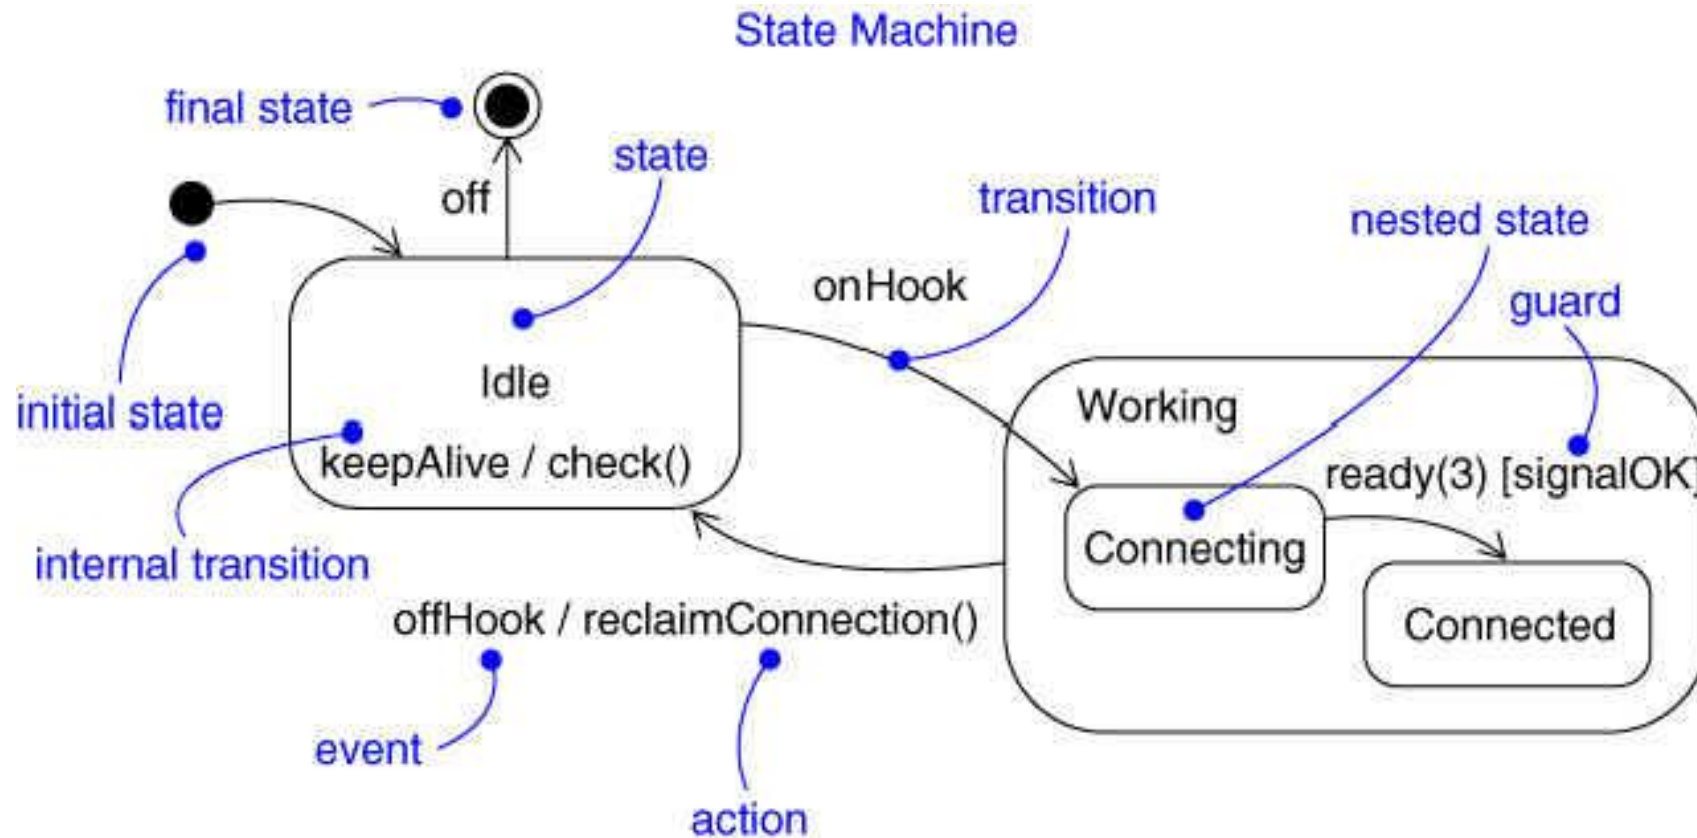 State Machine
final state
state
off
transition
nested state
onHook
guard
Idle
initial state
Working
keepAlive / check()
ready(3) [signalOK]
internal transition
Connecting
offHook / reclaimConnection()
Connected
event
action